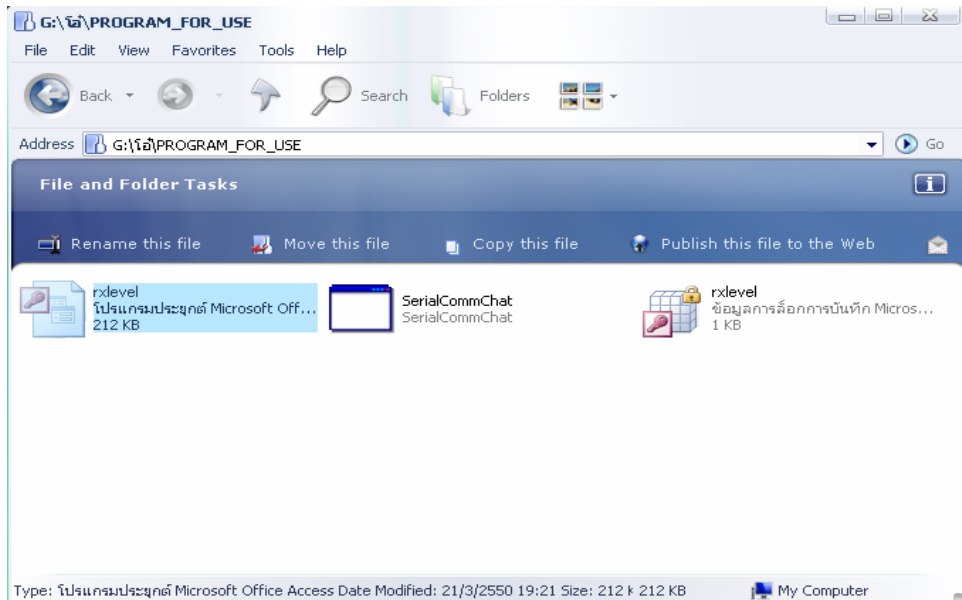 G:\โอ๋\PROGRAM_FOR_USE
File Edit View Favorites Tools Help
Back Search Folders
Address G:\โอ๋\PROGRAM_FOR_USE Go
File and Folder Tasks
Rename this file Move this file Copy this file Publish this file to the Web
rxlevel
โปรแกรมประยุกต์ Microsoft Off...
212 KB
SerialCommChat
SerialCommChat
rxlevel
ข้อมูลการล็อกการบันทึก Micros...
1 KB
Type: โปรแกรมประยุกต์ Microsoft Office Access Date Modified: 21/3/2550 19:21 Size: 212 k 212 KB My Computer